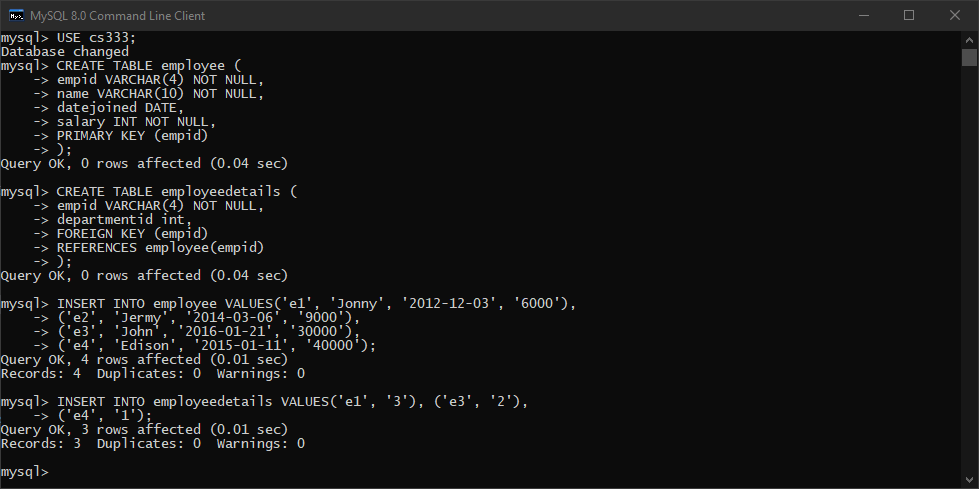 MySQL 8.0 Command Line Client
mysql> USE cs333;
Database changed
mysql> CREATE TABLE employee (
    -> empid VARCHAR(4) NOT NULL,
    -> name VARCHAR(10) NOT NULL,
    -> datejoined DATE,
    -> salary INT NOT NULL,
    -> PRIMARY KEY (empid)
    -> );
Query OK, 0 rows affected (0.04 sec)
mysql> CREATE TABLE employeedetails (
    -> empid VARCHAR(4) NOT NULL,
    -> departmentid int,
    -> FOREIGN KEY (empid)
    -> REFERENCES employee(empid)
    -> );
Query OK, 0 rows affected (0.04 sec)
mysql> INSERT INTO employee VALUES('e1', 'Jonny', '2012-12-03', '6000'),
    -> ('e2', 'Jermy', '2014-03-06', '9000'),
    -> ('e3', 'John', '2016-01-21', '30000'),
    -> ('e4', 'Edison', '2015-01-11', '40000');
Query OK, 4 rows affected (0.01 sec)
Records: 4  Duplicates: 0  Warnings: 0
mysql> INSERT INTO employeedetails VALUES('e1', '3'), ('e3', '2'),
    -> ('e4', '1');
Query OK, 3 rows affected (0.01 sec)
Records: 3  Duplicates: 0  Warnings: 0
mysql>